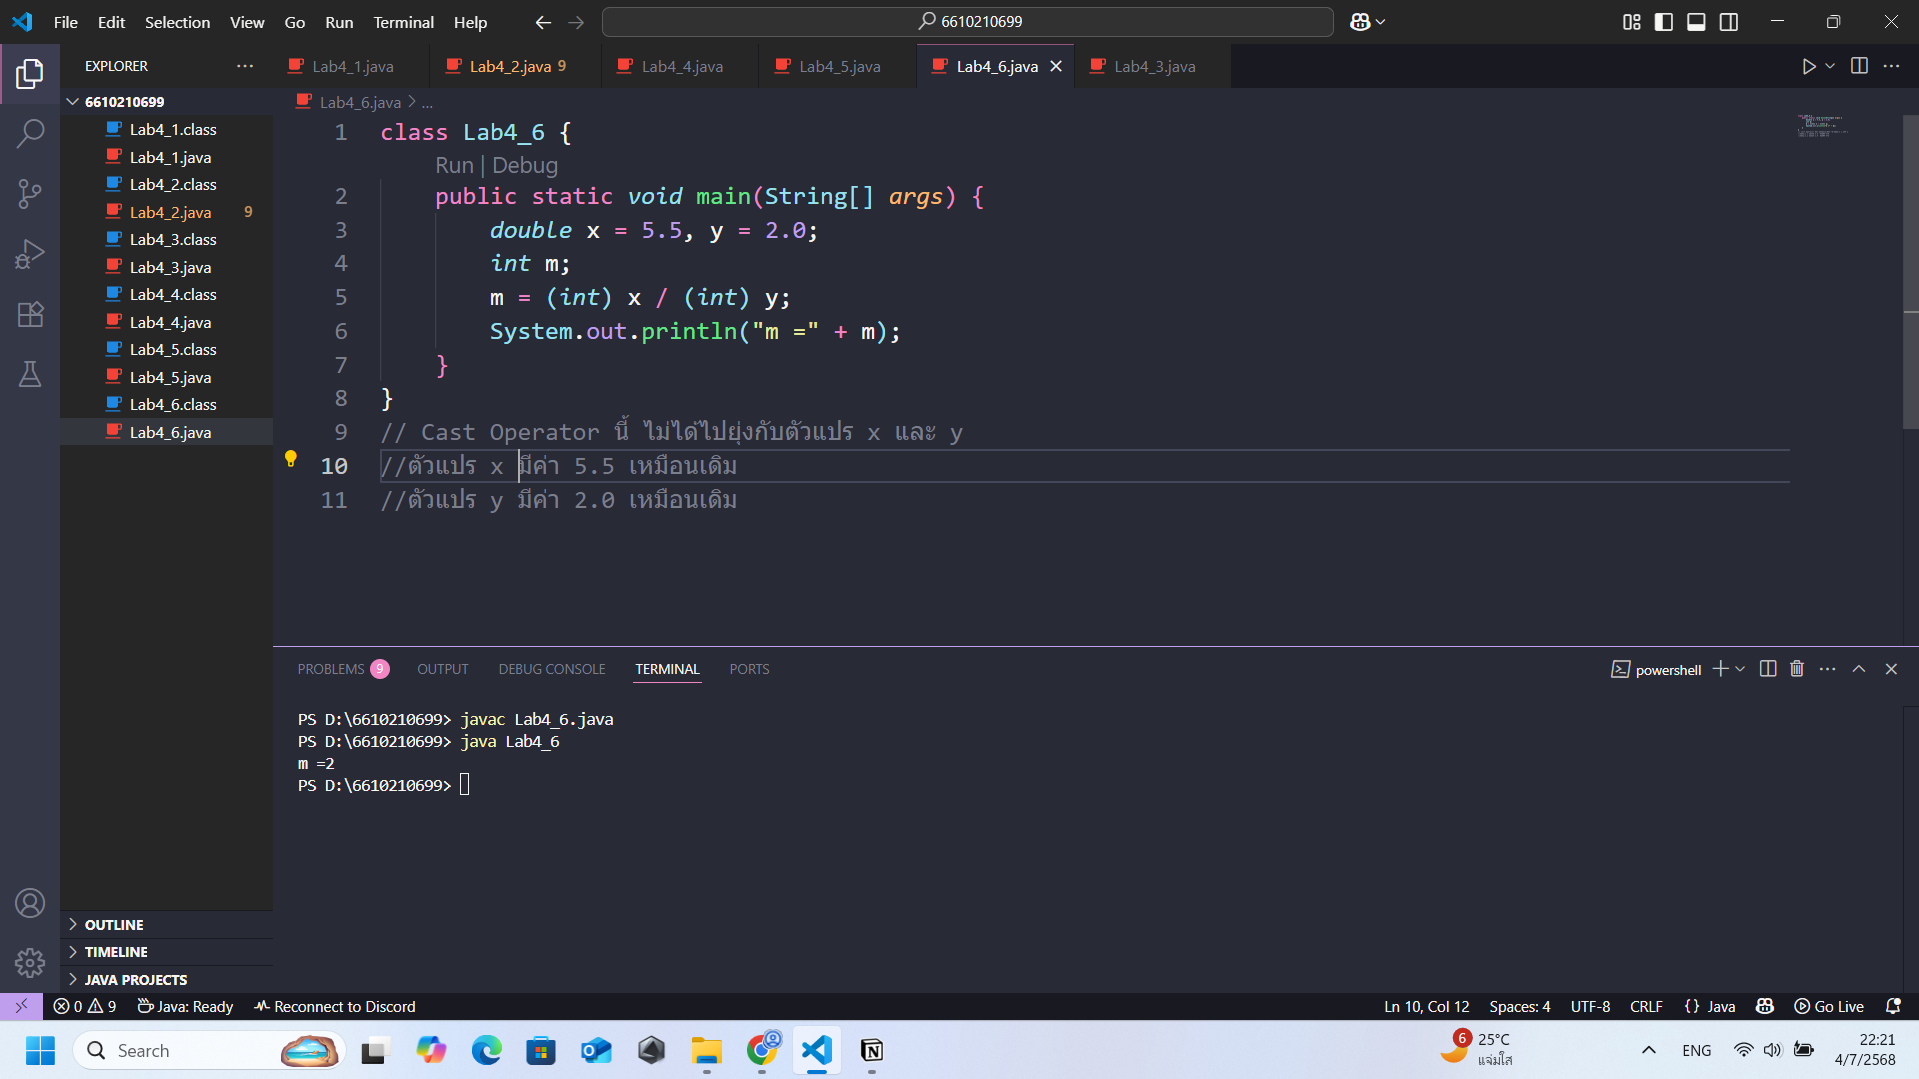 File Edit Selection View Go Run Terminal Help
6610210699
EXPLORER
Lab4_1.java
Lab4_2.java 9
Lab4_4.java
Lab4_5.java
Lab4_6.java
Lab4_3.java
6610210699
Lab4_1.class
Lab4_1.java
Lab4_2.class
Lab4_2.java 9
Lab4_3.class
Lab4_3.java
Lab4_4.class
Lab4_4.java
Lab4_5.class
Lab4_5.java
Lab4_6.class
Lab4_6.java
OUTLINE
TIMELINE
JAVA PROJECTS
Lab4_6.java > ...
1 class Lab4_6 {
Run | Debug
2 public static void main(String[] args) {
3 double x = 5.5, y = 2.0;
4 int m;
5 m = (int) x / (int) y;
6 System.out.println("m =" + m);
7 }
8 }
9 // Cast Operator นี้ ไม่ได้ไปยุ่งกับตัวแปร x และ y
10 //ตัวแปร x มีค่า 5.5 เหมือนเดิม
11 //ตัวแปร y มีค่า 2.0 เหมือนเดิม
PROBLEMS 9 OUTPUT DEBUG CONSOLE TERMINAL PORTS
powershell
PS D:\6610210699> javac Lab4_6.java
PS D:\6610210699> java Lab4_6
m =2
PS D:\6610210699>
0 9 Java: Ready Reconnect to Discord
Ln 10, Col 12 Spaces: 4 UTF-8 CRLF {} Java Go Live
Search
6
25°C
แจ่มใส
ENG
22:21
4/7/2568